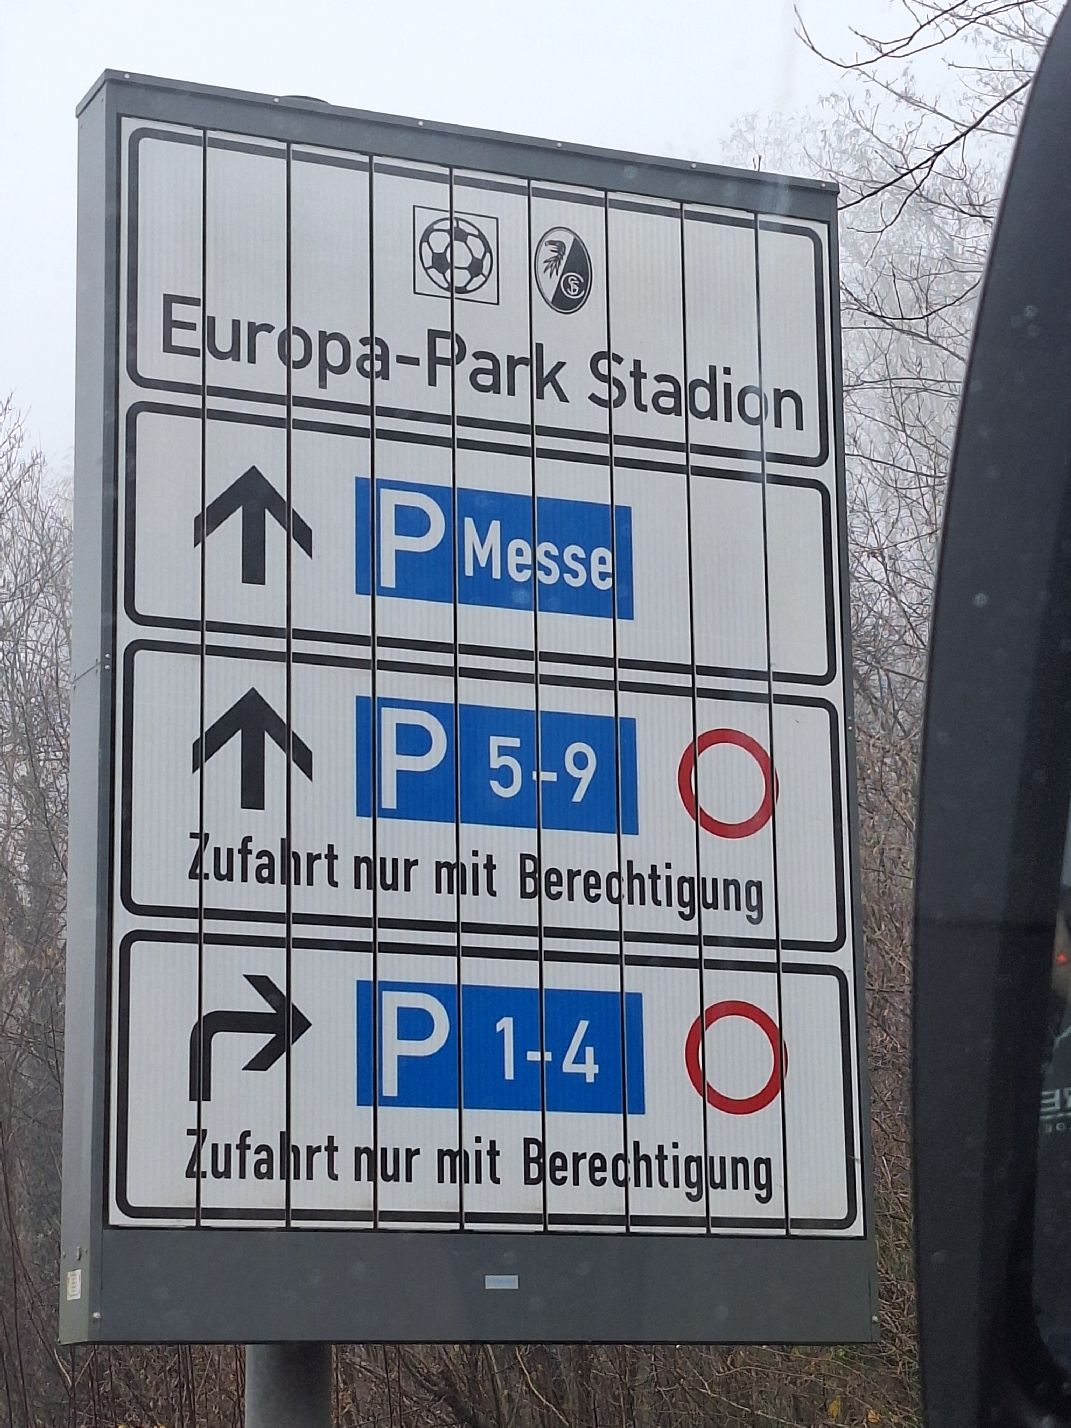 Europa-Park Stadion
P Messe
P 5-9
Zufahrt nur mit Berechtigung
P 1-4
Zufahrt nur mit Berechtigung